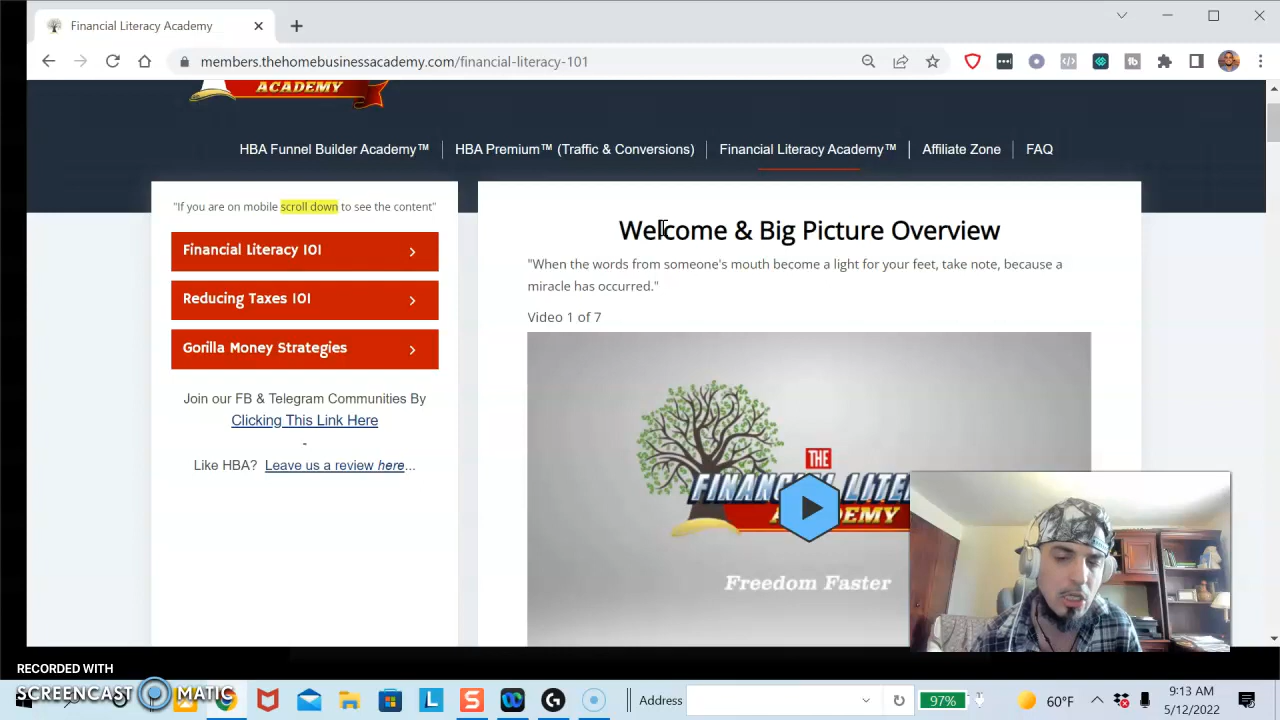 Financial Literacy Academy
members.thehomebusinessacademy.com/financial-literacy-101
ACADEMY
HBA Funnel Builder Academy™
HBA Premium™ (Traffic & Conversions)
Financial Literacy Academy™
Affiliate Zone
FAQ
"If you are on mobile scroll down to see the content"
Financial Literacy 101
Reducing Taxes 101
Gorilla Money Strategies
Join our FB & Telegram Communities By
Clicking This Link Here
-
Like HBA? Leave us a review here...
Welcome & Big Picture Overview
"When the words from someone's mouth become a light for your feet, take note, because a
miracle has occurred."
Video 1 of 7
THE
FINANCIAL LITE
ACADEMY
Freedom Faster
RECORDED WITH
SCREENCAST MATIC
Address
97%
60°F
9:13 AM
5/12/2022